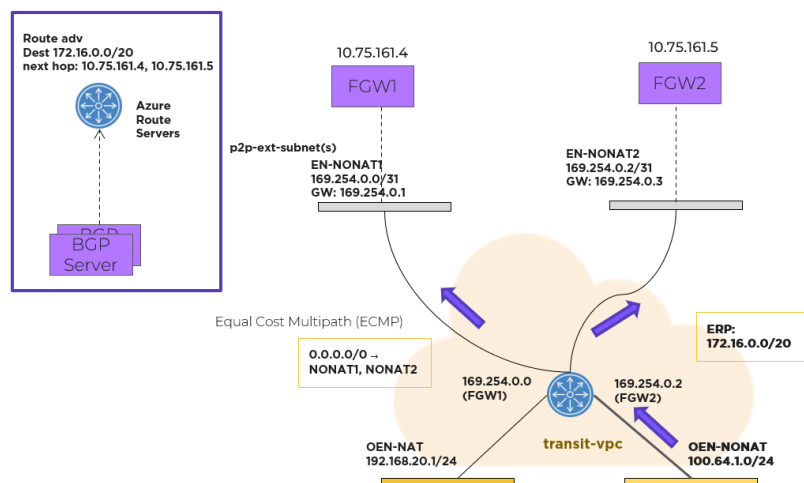 Route adv
Dest 172.16.0.0/20
next hop: 10.75.161.4, 10.75.161.5
Azure
Route
Servers
BGP
BGP
Server
10.75.161.4
FGW1
10.75.161.5
FGW2
p2p-ext-subnet(s)
EN-NONAT1
169.254.0.0/31
GW: 169.254.0.1
EN-NONAT2
169.254.0.2/31
GW: 169.254.0.3
Equal Cost Multipath (ECMP)
0.0.0.0/0 →
NONAT1, NONAT2
ERP:
172.16.0.0/20
169.254.0.0
(FGW1)
169.254.0.2
(FGW2)
transit-vpc
OEN-NAT
192.168.20.1/24
OEN-NONAT
100.64.1.0/24